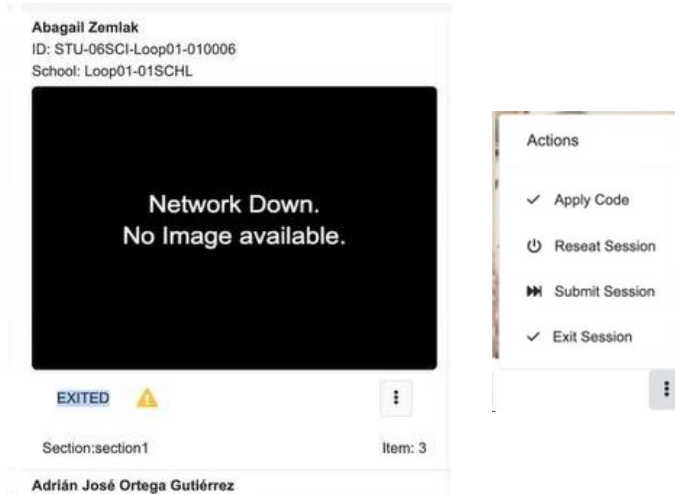 Abagail Zemlak
ID: STU-06SCI-Loop01-010006
School: Loop01-01SCHL
Network Down.
No Image available.
EXITED
Section:section1 Item: 3
Adrián José Ortega Gutiérrez
Actions
Apply Code
Reseat Session
Submit Session
Exit Session